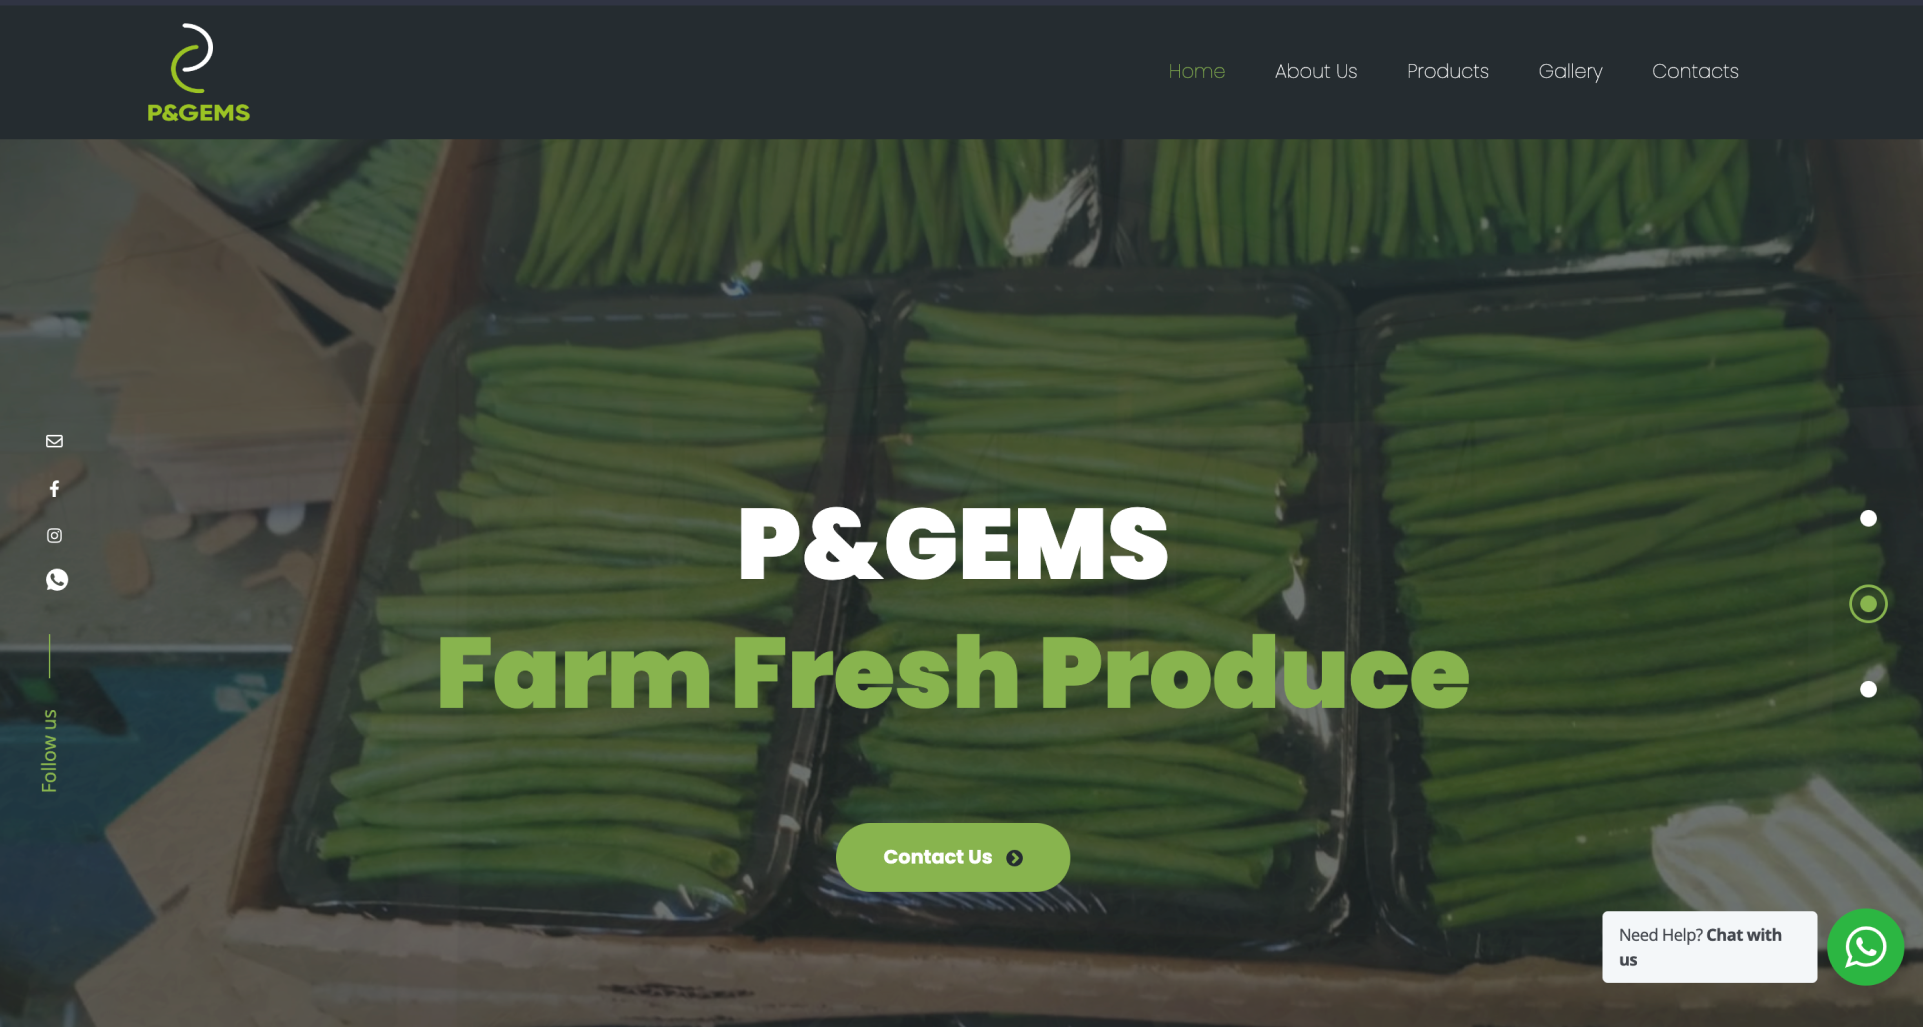 P&GEMS
Home
About Us
Products
Gallery
Contacts
P&GEMS
Farm Fresh Produce
Contact Us
Follow us
Need Help? Chat with
us